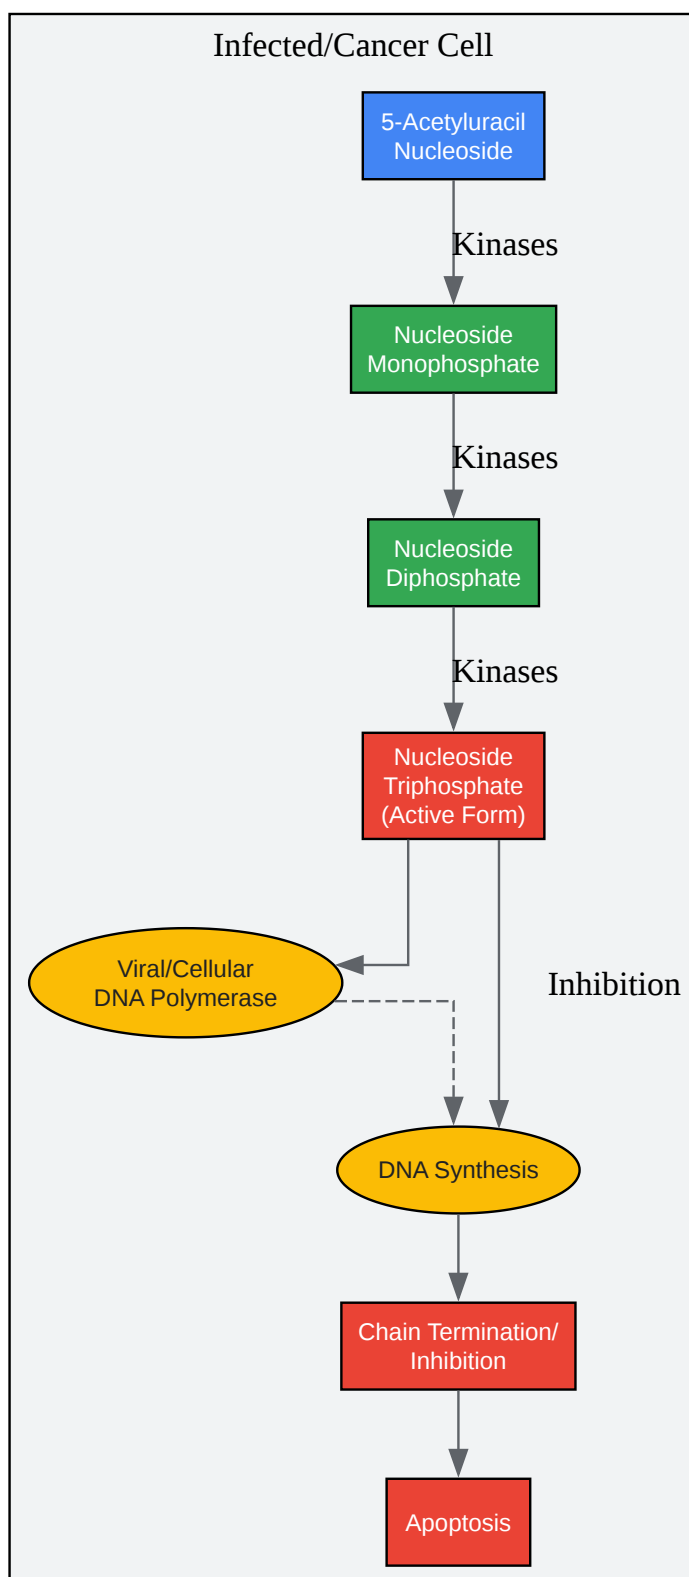 Infected/Cancer Cell
5-Acetyluracil
Nucleoside
Kinases
Nucleoside
Monophosphate
Kinases
Nucleoside
Diphosphate
Kinases
Nucleoside
Triphosphate
(Active Form)
Viral/Cellular
DNA Polymerase
Inhibition
DNA Synthesis
Chain Termination/
Inhibition
Apoptosis